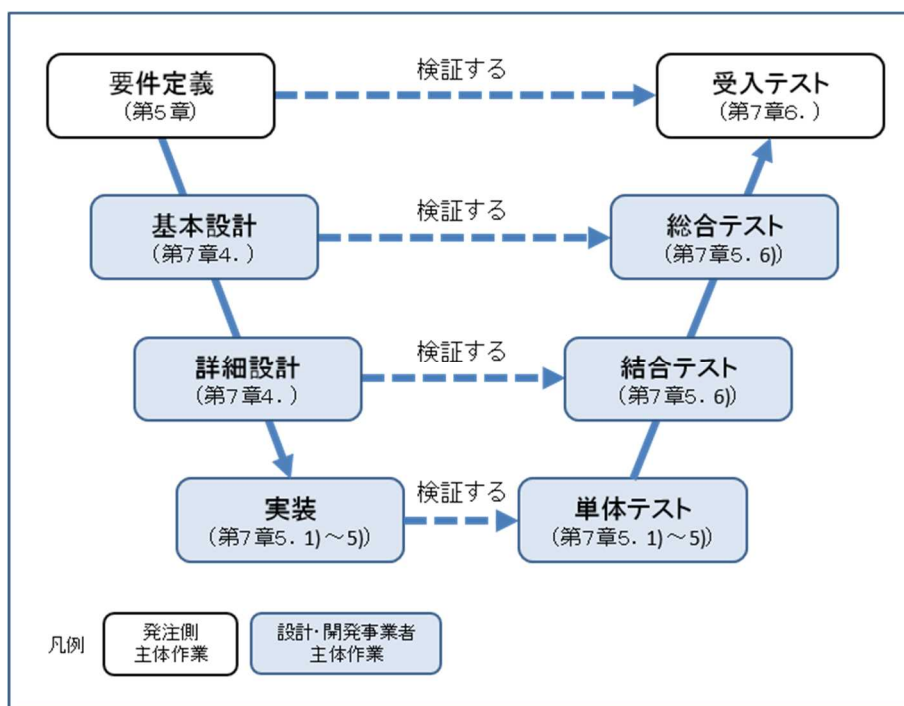 要件定義
(第5章)
検証する
受入テスト
(第7章6．)
基本設計
(第7章4．)
検証する
総合テスト
(第7章5．6))
詳細設計
(第7章4．)
検証する
結合テスト
(第7章5．6))
実装
(第7章5．1)～5))
検証する
単体テスト
(第7章5．1)～5))
凡例
発注側
主体作業
設計・開発事業者
主体作業